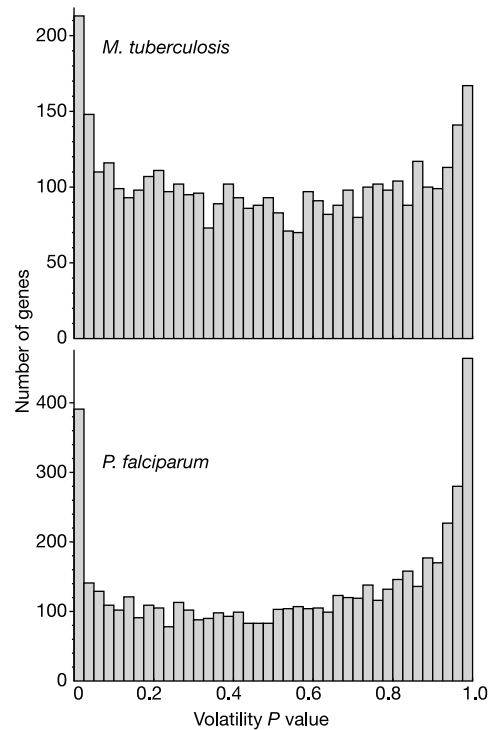 200
M. tuberculosis
150
100
50
0
Number of genes
400
P. falciparum
300
200
100
0
0 0.2 0.4 0.6 0.8 1.0
Volatility P value